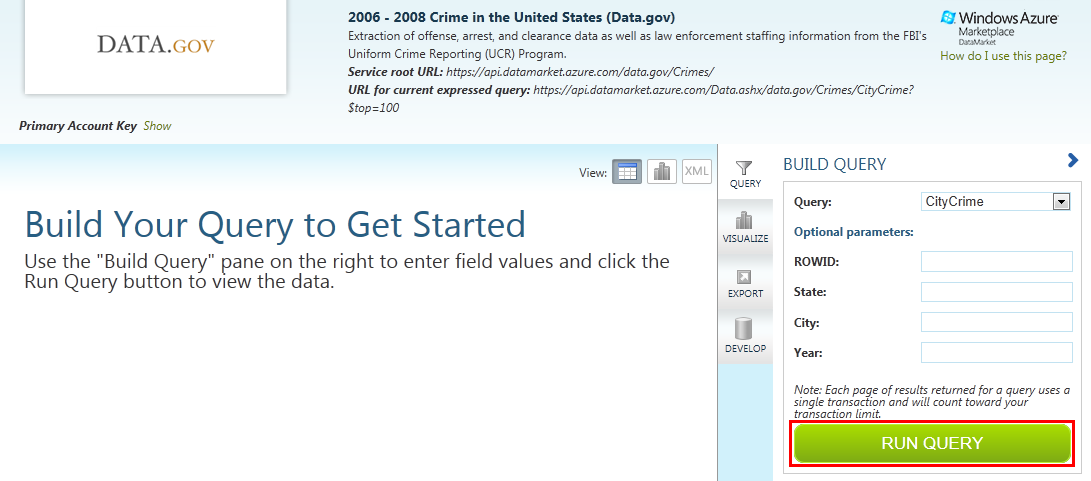 DATA.GOV
Primary Account Key Show
2006 - 2008 Crime in the United States (Data.gov)
Extraction of offense, arrest, and clearance data as well as law enforcement staffing information from the FBI's
Uniform Crime Reporting (UCR) Program.
Service root URL: https://api.datamarket.azure.com/data.gov/Crimes/
URL for current expressed query: https://api.datamarket.azure.com/Data.ashx/data.gov/Crimes/CityCrime?
$top=100
Windows Azure
Marketplace
DataMarket
How do I use this page?
View:
XML
Build Your Query to Get Started
Use the "Build Query" pane on the right to enter field values and click the
Run Query button to view the data.
QUERY
VISUALIZE
EXPORT
DEVELOP
BUILD QUERY
Query: CityCrime
Optional parameters:
ROWID:
State:
City:
Year:
Note: Each page of results returned for a query uses a
single transaction and will count toward your
transaction limit.
RUN QUERY